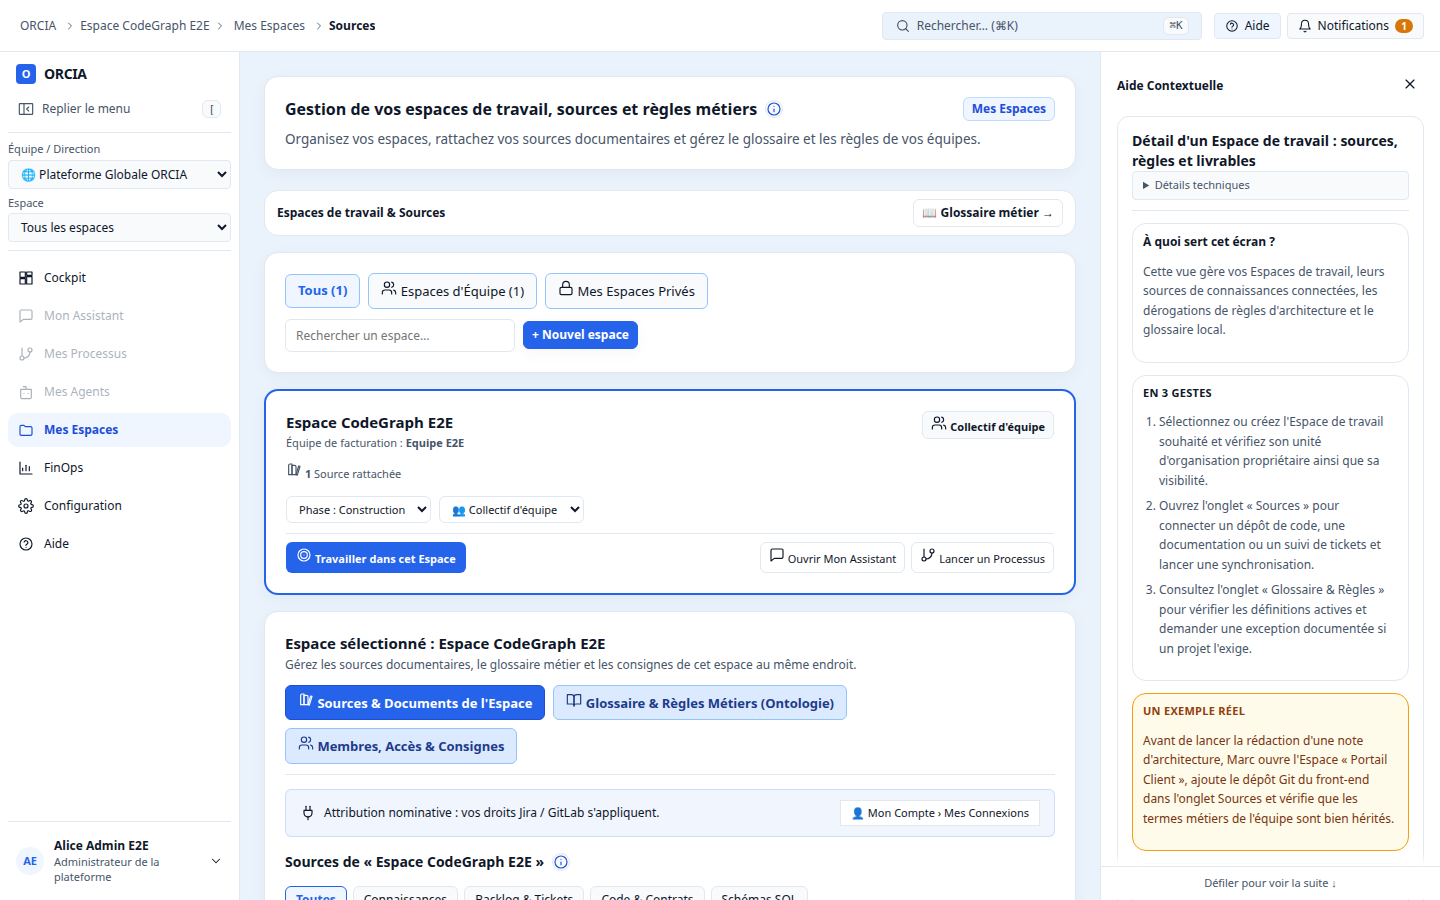 ORCIA
Espace CodeGraph E2E
Mes Espaces
Sources
Rechercher... (⌘K)
⌘K
Aide
Notifications
1
O
ORCIA
Replier le menu
[
Équipe / Direction
🌐 Plateforme Globale ORCIA
Espace
Tous les espaces
Cockpit
Mon Assistant
Mes Processus
Mes Agents
Mes Espaces
FinOps
Configuration
Aide
AE
Alice Admin E2E
Administrateur de la
plateforme
Gestion de vos espaces de travail, sources et règles métiers
Mes Espaces
Organisez vos espaces, rattachez vos sources documentaires et gérez le glossaire et les règles de vos équipes.
Espaces de travail & Sources
📖 Glossaire métier →
Tous (1)
Espaces d'Équipe (1)
Mes Espaces Privés
Rechercher un espace...
+ Nouvel espace
Espace CodeGraph E2E
Collectif d'équipe
Équipe de facturation : Equipe E2E
1 Source rattachée
Phase : Construction
👥 Collectif d'équipe
Travailler dans cet Espace
Ouvrir Mon Assistant
Lancer un Processus
Espace sélectionné : Espace CodeGraph E2E
Gérez les sources documentaires, le glossaire métier et les consignes de cet espace au même endroit.
Sources & Documents de l'Espace
Glossaire & Règles Métiers (Ontologie)
Membres, Accès & Consignes
Attribution nominative : vos droits Jira / GitLab s'appliquent.
👤 Mon Compte › Mes Connexions
Sources de « Espace CodeGraph E2E »
Toutes
Connaissances
Backlog & Tickets
Code & Contrats
Schémas SQL
Aide Contextuelle
Détail d'un Espace de travail : sources,
règles et livrables
▶ Détails techniques
À quoi sert cet écran ?
Cette vue gère vos Espaces de travail, leurs
sources de connaissances connectées, les
dérogations de règles d'architecture et le
glossaire local.
EN 3 GESTES
1. Sélectionnez ou créez l'Espace de travail
souhaité et vérifiez son unité
d'organisation propriétaire ainsi que sa
visibilité.
2. Ouvrez l'onglet « Sources » pour
connecter un dépôt de code, une
documentation ou un suivi de tickets et
lancer une synchronisation.
3. Consultez l'onglet « Glossaire & Règles »
pour vérifier les définitions actives et
demander une exception documentée si
un projet l'exige.
UN EXEMPLE RÉEL
Avant de lancer la rédaction d'une note
d'architecture, Marc ouvre l'Espace « Portail
Client », ajoute le dépôt Git du front-end
dans l'onglet Sources et vérifie que les
termes métiers de l'équipe sont bien hérités.
Défiler pour voir la suite ↓